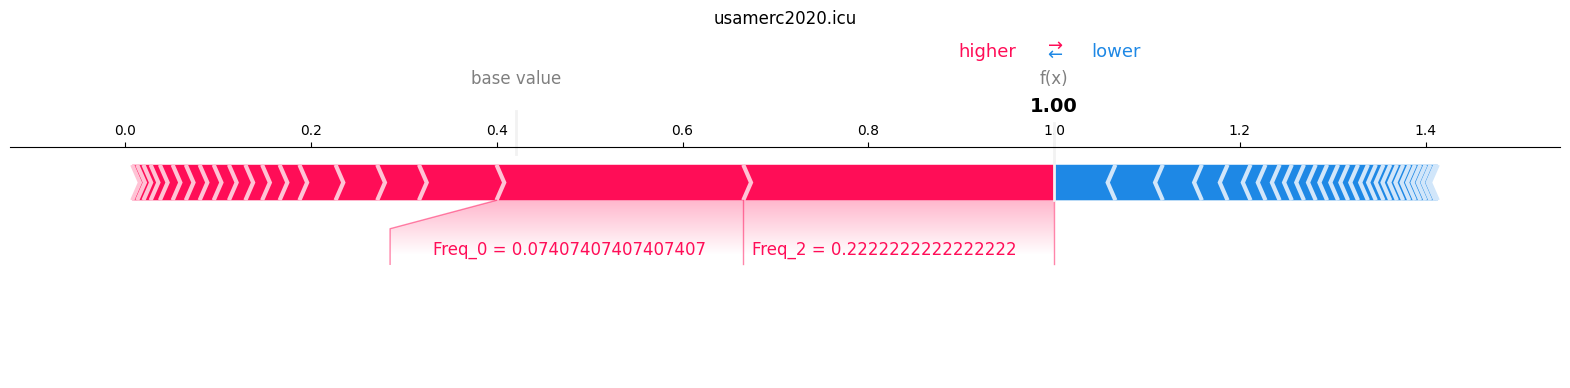 usamerc2020.icu
higher ⇄ lower
base value f(x)
1.00
0.0 0.2 0.4 0.6 0.8 1.0 1.2 1.4
Freq_0 = 0.07407407407407407 Freq_2 = 0.2222222222222222